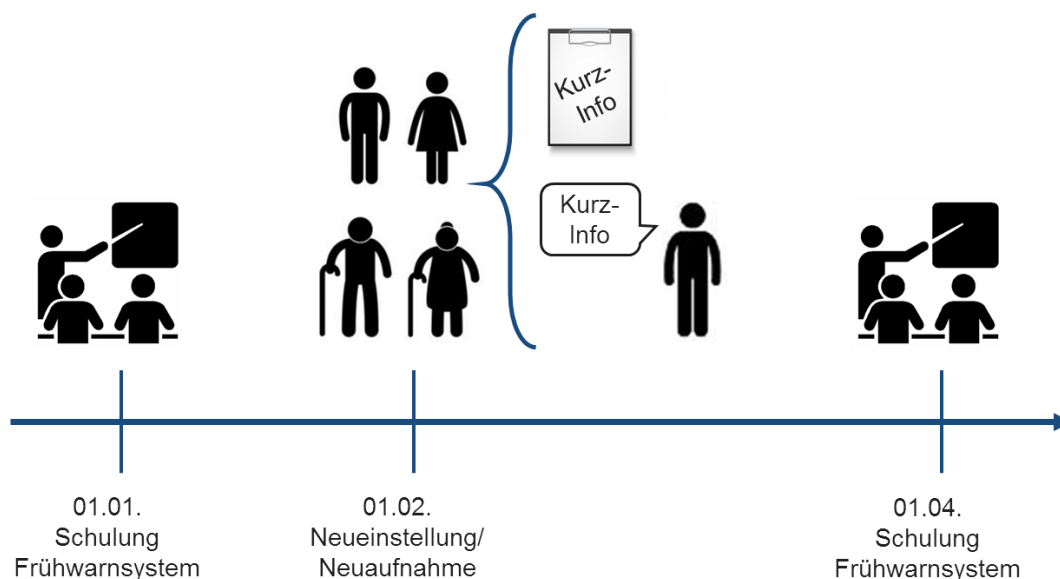 Kurz-
Info
Kurz-
Info
01.01.
Schulung
Frühwarnsystem
01.02.
Neueinstellung/
Neuaufnahme
01.04.
Schulung
Frühwarnsystem